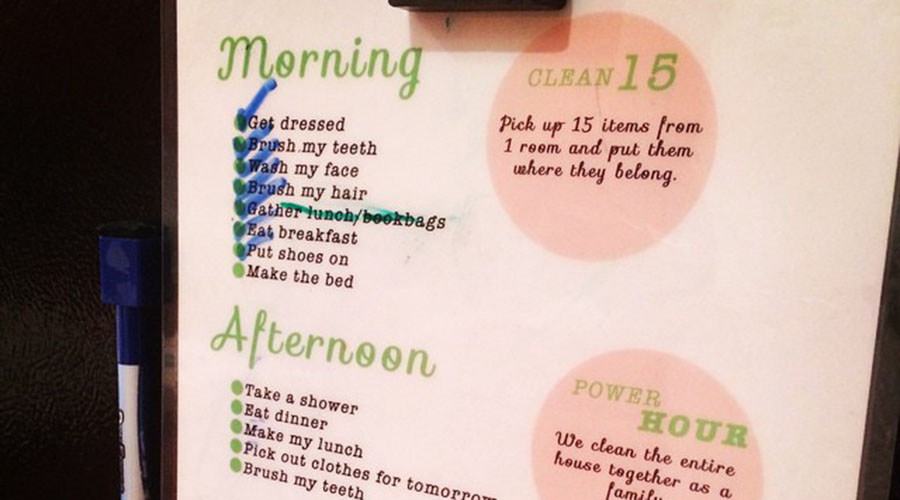 Morning
Get dressed
Brush my teeth
Wash my face
Brush my hair
Gather lunch/bookbags
Eat breakfast
Put shoes on
Make the bed
CLEAN 15
Pick up 15 items from
1 room and put them
where they belong.
Afternoon
Take a shower
Eat dinner
Make my lunch
Pick out clothes for tomorrow
Brush my teeth
POWER
HOUR
We clean the entire
house together as a
family